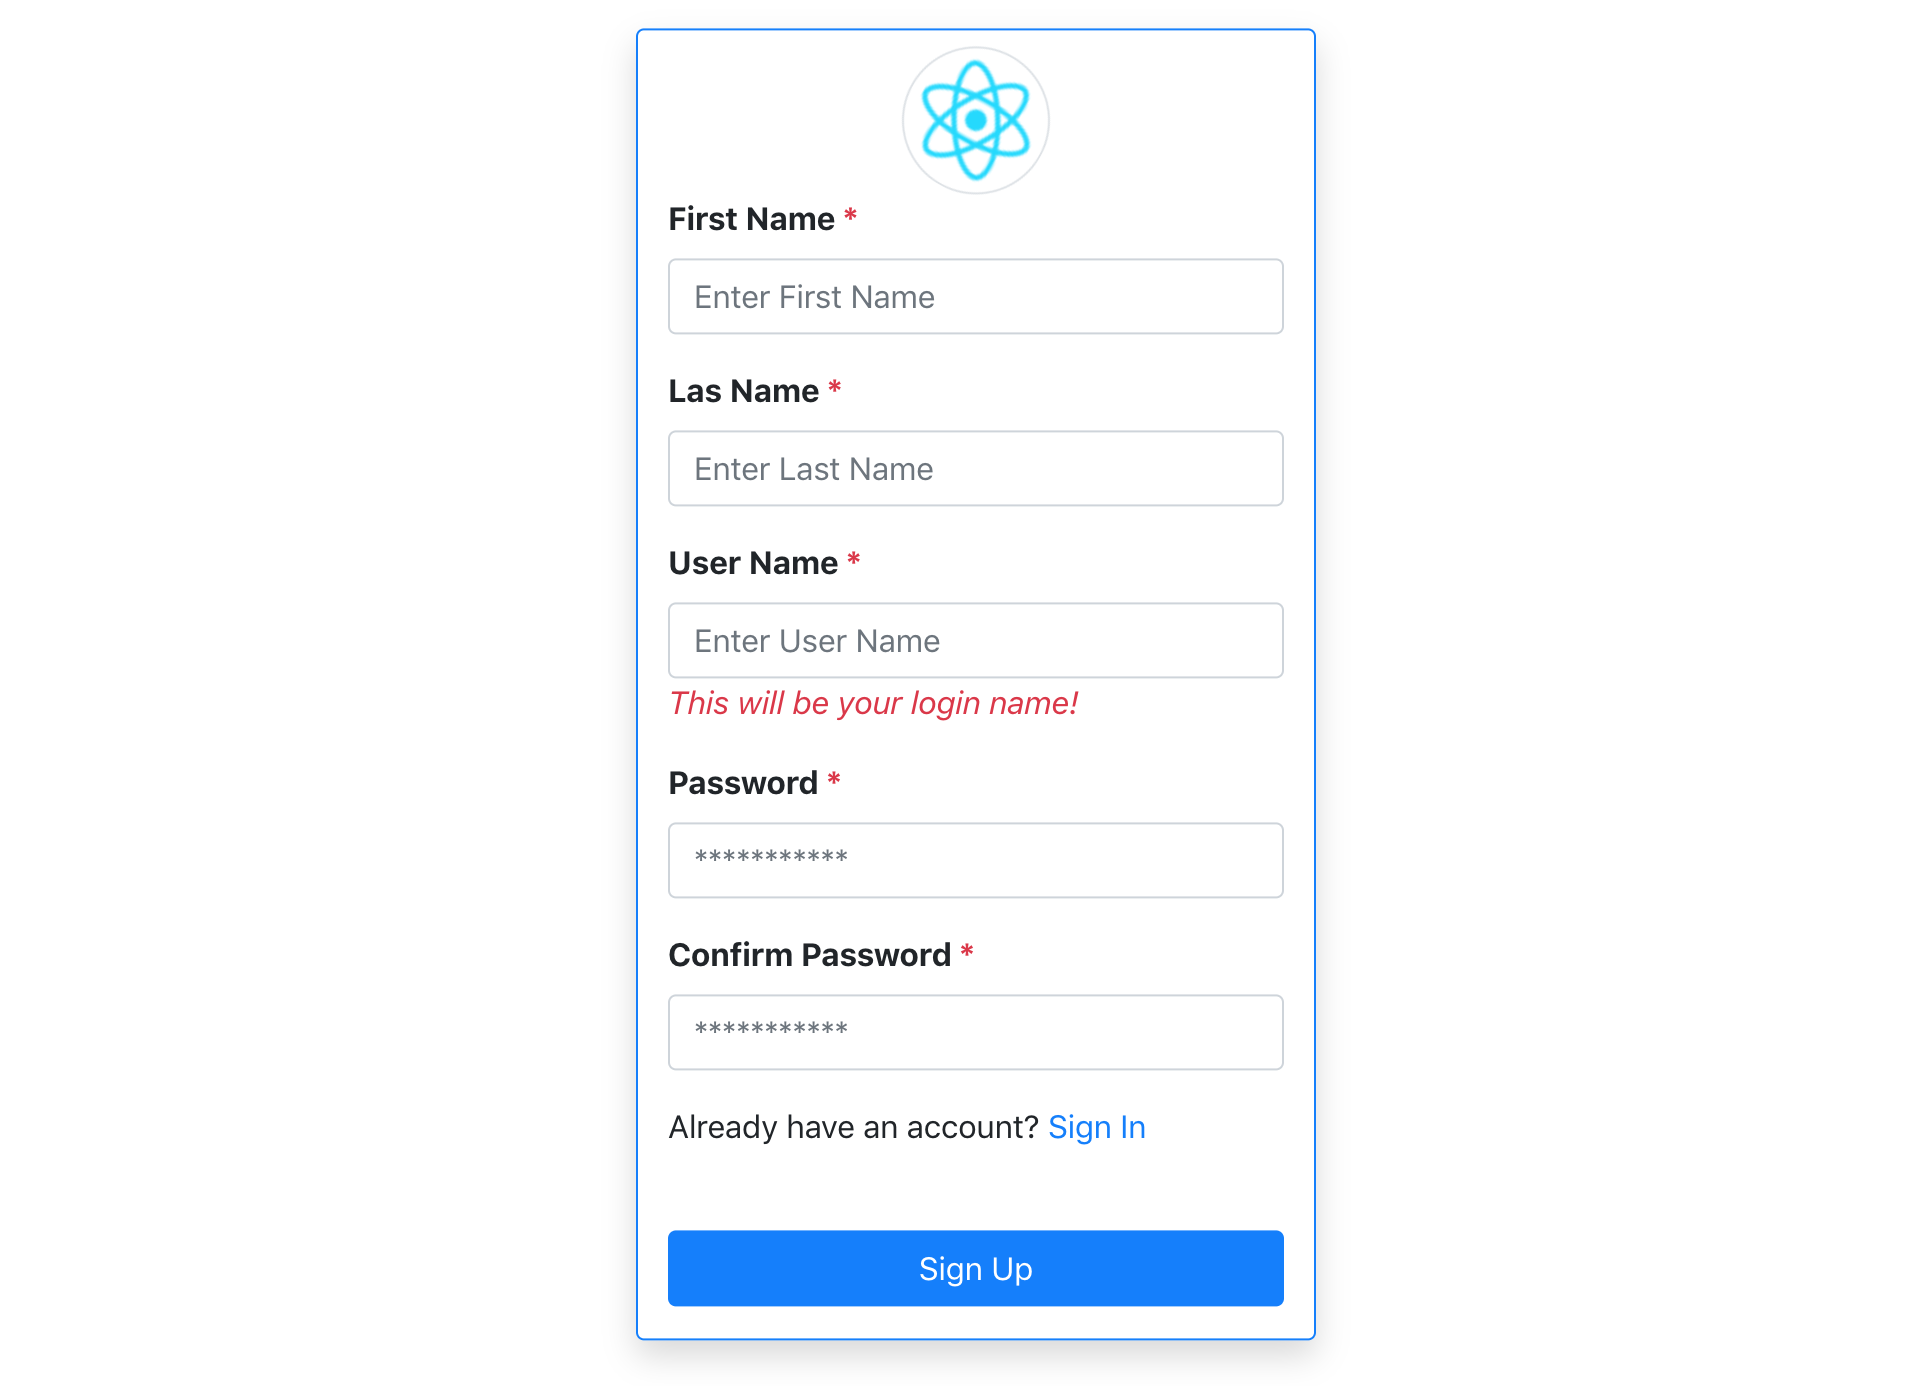 First Name *
Enter First Name
Las Name *
Enter Last Name
User Name *
Enter User Name
This will be your login name!
Password *
***********
Confirm Password *
***********
Already have an account? Sign In
Sign Up